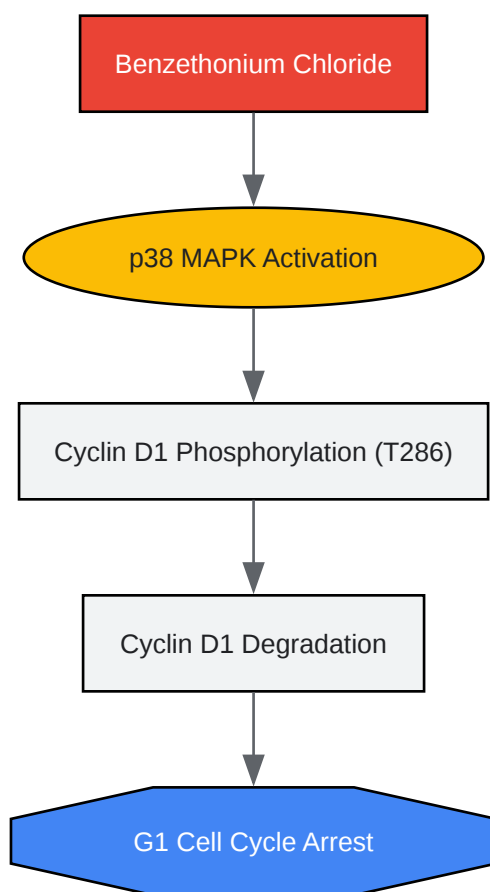 Benzethonium Chloride
p38 MAPK Activation
Cyclin D1 Phosphorylation (T286)
Cyclin D1 Degradation
G1 Cell Cycle Arrest